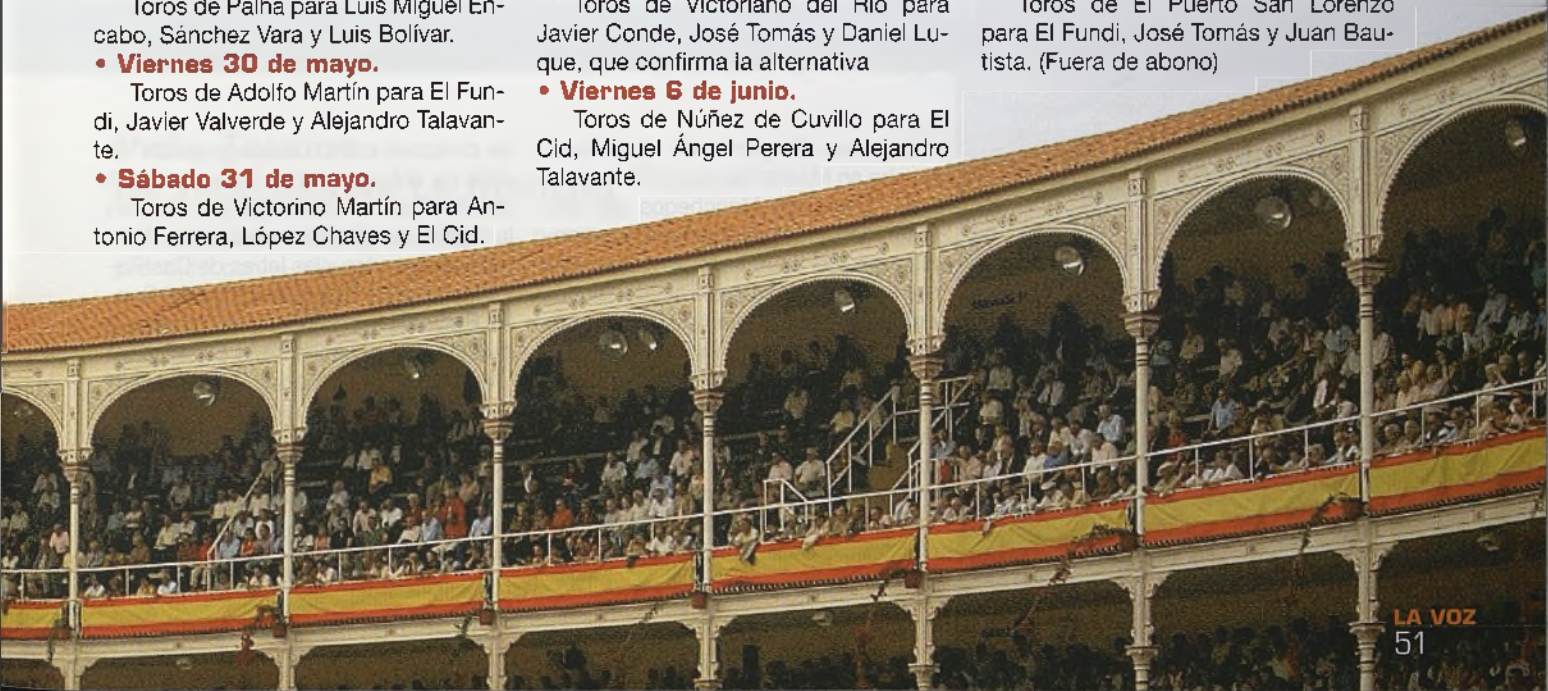 Toros de Palha para Luis Miguel En-
cabo, Sánchez Vara y Luis Bolívar.
• Viernes 30 de mayo.
Toros de Adolfo Martín para El Fun-
di, Javier Valverde y Alejandro Talavan-
te.
• Sábado 31 de mayo.
Toros de Victorino Martín para An-
tonio Ferrera, López Chaves y El Cid.
Toros de Victoriano del Río para
Javier Conde, José Tomás y Daniel Lu-
que, que confirma la alternativa
• Viernes 6 de junio.
Toros de Núñez de Cuvillo para El
Cid, Miguel Ángel Perera y Alejandro
Talavante.
Toros de El Puerto San Lorenzo
para El Fundi, José Tomás y Juan Bau-
tista. (Fuera de abono)
LA VOZ
51